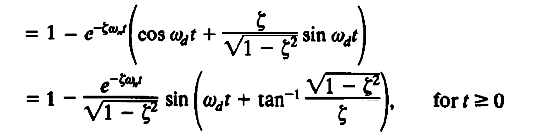 = 1 − e^{−ζω_n t}(cos ω_d t + ζ/√(1 − ζ²) sin ω_d t)
= 1 − e^{−ζω_n t}/√(1 − ζ²) sin (ω_d t + tan⁻¹ √(1 − ζ²)/ζ), for t ≥ 0